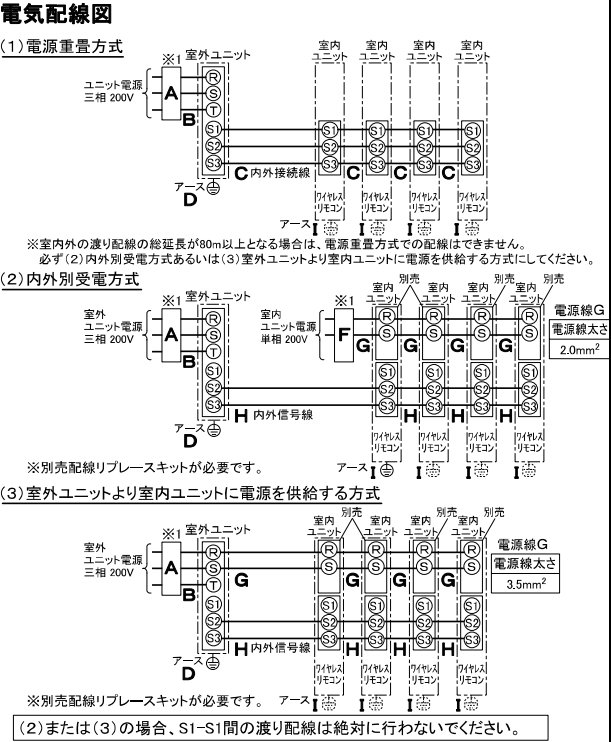 電気配線図
(1)電源重畳方式
※1 室外ユニット
室内 室内 室内 室内
ユニット ユニット ユニット ユニット
ユニット電源
三相 200V
A
B
R
S
T
S1 S1 S1 S1 S1
S2 S2 S2 S2 S2
S3 S3 S3 S3 S3
C 内外接続線 C C C
アース
D
ワイヤレス ワイヤレス ワイヤレス ワイヤレス
リモコン リモコン リモコン リモコン
アース I I I I
※室内外の渡り配線の総延長が80m以上となる場合は、電源重畳方式での配線はできません。
必ず(2)内外別受電方式あるいは(3)室外ユニットより室内ユニットに電源を供給する方式にしてください。
(2)内外別受電方式
別売 別売 別売
※1 室外ユニット ※1
室内 室内 室内 室内
ユニット ユニット ユニット ユニット
室外
ユニット電源
三相 200V
A
B
R
S
T
室内
ユニット電源
単相 200V
F
R R R R
S S S S
G G G G
電源線G
電源線太さ
2.0mm²
S1 S1 S1 S1 S1
S2 S2 S2 S2 S2
S3 S3 S3 S3 S3
H 内外信号線 H H H
アース
D
ワイヤレス ワイヤレス ワイヤレス ワイヤレス
リモコン リモコン リモコン リモコン
※別売配線リプレースキットが必要です。
アース I I I I
(3)室外ユニットより室内ユニットに電源を供給する方式
別売 別売 別売
※1 室外ユニット
室内 室内 室内 室内
ユニット ユニット ユニット ユニット
室外
ユニット電源
三相 200V
A
B
R R R R R
S S S S S
T
G G G G
電源線G
電源線太さ
3.5mm²
S1 S1 S1 S1 S1
S2 S2 S2 S2 S2
S3 S3 S3 S3 S3
H 内外信号線 H H H
アース
D
ワイヤレス ワイヤレス ワイヤレス ワイヤレス
リモコン リモコン リモコン リモコン
※別売配線リプレースキットが必要です。
アース I I I I
(2)または(3)の場合、S1-S1間の渡り配線は絶対に行わないでください。